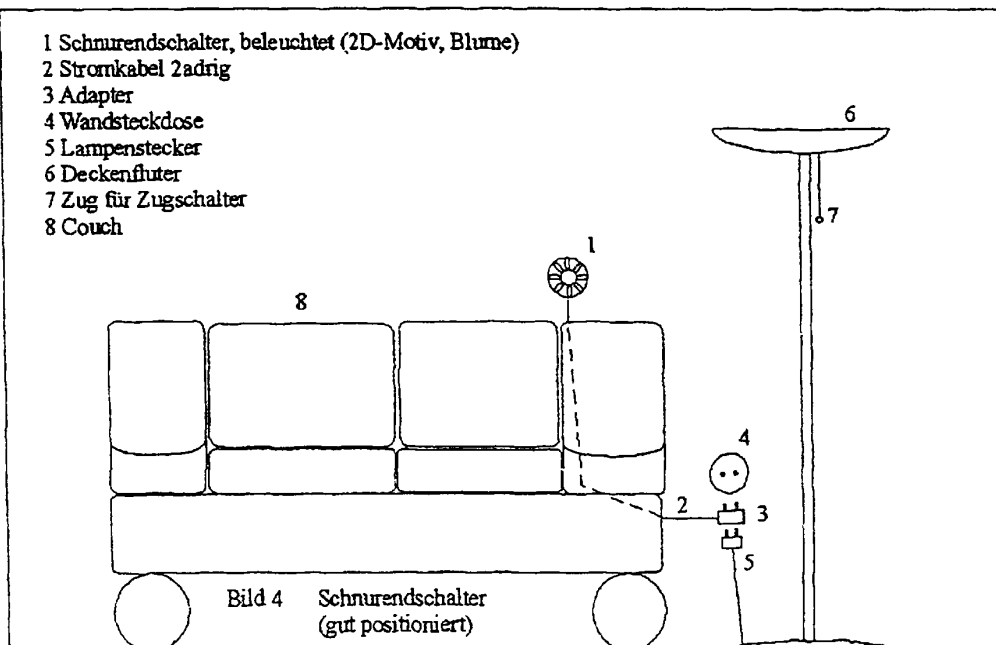 1 Schnurendschalter, beleuchtet (2D-Motiv, Blume)
2 Stromkabel 2adrig
3 Adapter
4 Wandsteckdose
5 Lampenstecker
6 Deckenfluter
7 Zug für Zugschalter
8 Couch
6
7
1
8
4
2
3
5
Bild 4 Schnurendschalter
(gut positioniert)